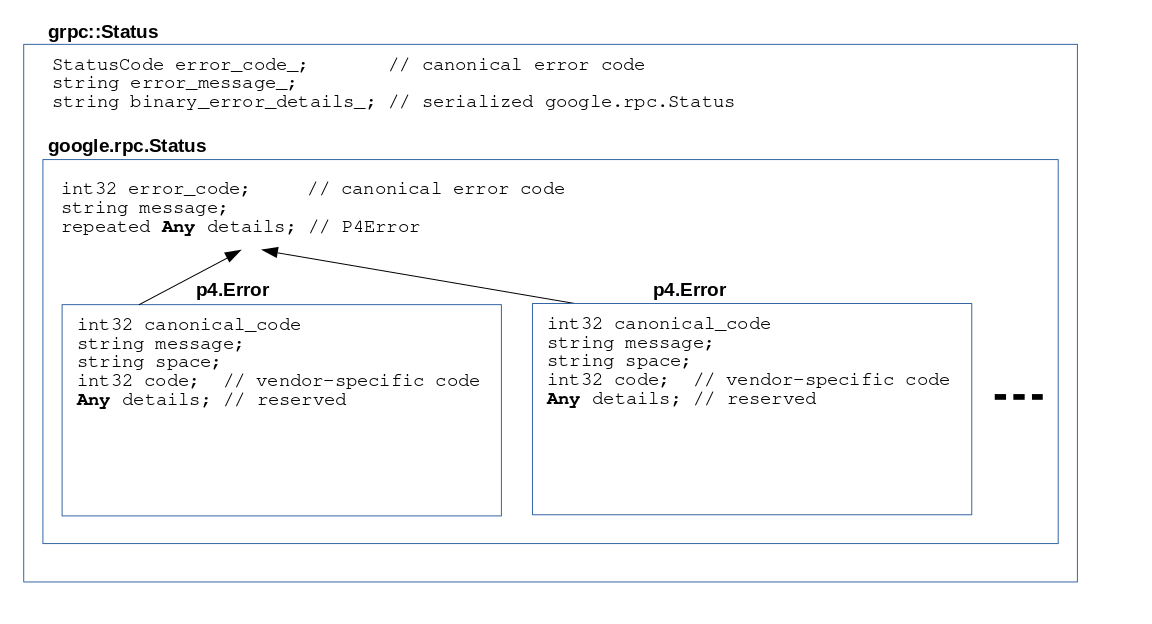 grpc::Status
StatusCode error_code_; // canonical error code
string error_message_;
string binary_error_details_; // serialized google.rpc.Status
google.rpc.Status
int32 error_code; // canonical error code
string message;
repeated Any details; // P4Error
p4.Error
int32 canonical_code
string message;
string space;
int32 code; // vendor-specific code
Any details; // reserved
p4.Error
int32 canonical_code
string message;
string space;
int32 code; // vendor-specific code
Any details; // reserved